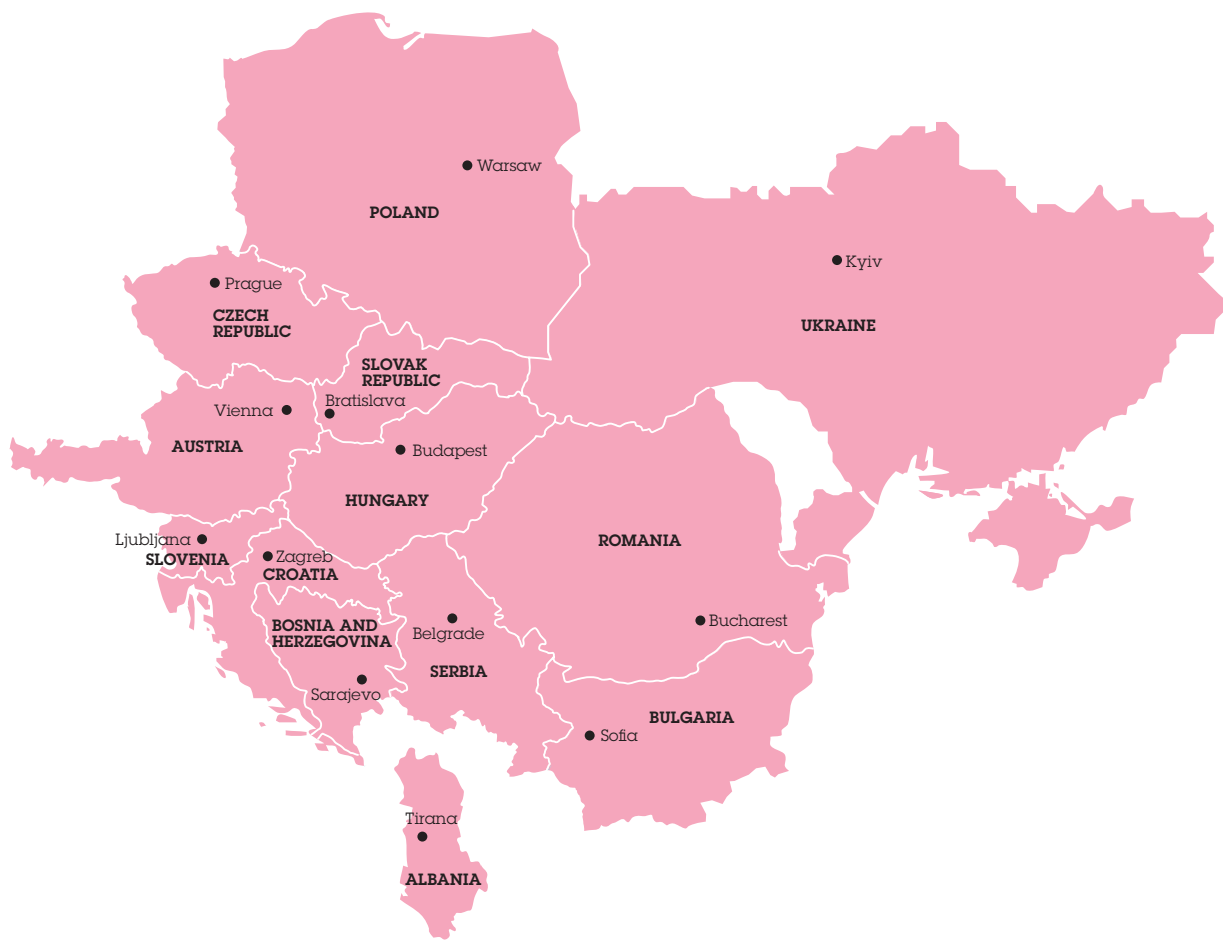 Warsaw
POLAND
Kyiv
Prague
CZECH
REPUBLIC
UKRAINE
SLOVAK
REPUBLIC
Bratislava
Vienna
AUSTRIA
Budapest
HUNGARY
Ljubljana
SLOVENIA
Zagreb
CROATIA
ROMANIA
Bucharest
BOSNIA AND
HERZEGOVINA
Sarajevo
Belgrade
SERBIA
BULGARIA
Sofia
Tirana
ALBANIA